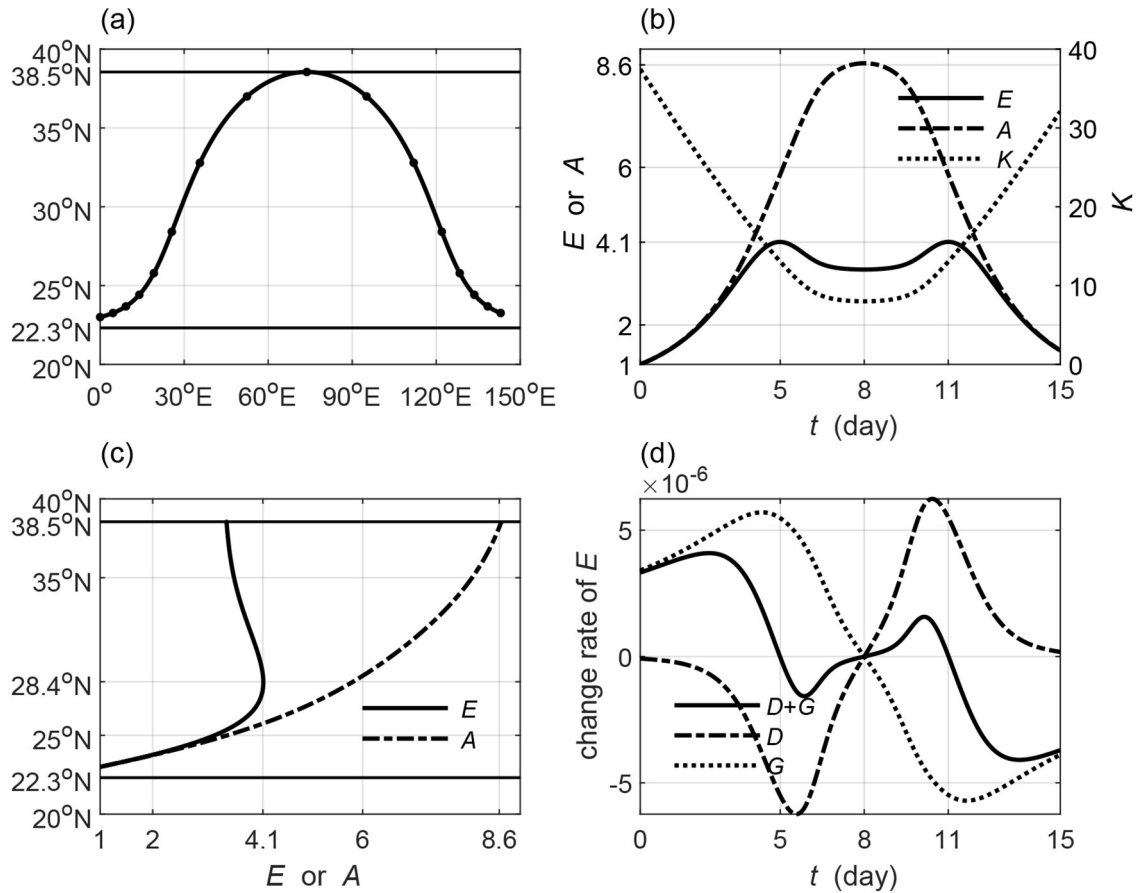 (a)
40°N
38.5°N
35°N
30°N
25°N
22.3°N
20°N
0° 30°E 60°E 90°E 120°E 150°E
(b)
8.6
6
4.1
2
1
E or A
40
30
20
10
0
K
E
A
K
0 5 8 11 15
t (day)
(c)
40°N
38.5°N
35°N
28.4°N
25°N
22.3°N
20°N
E
A
1 2 4.1 6 8.6
E or A
(d)
×10⁻⁶
5
0
-5
change rate of E
D+G
D
G
0 5 8 11 15
t (day)